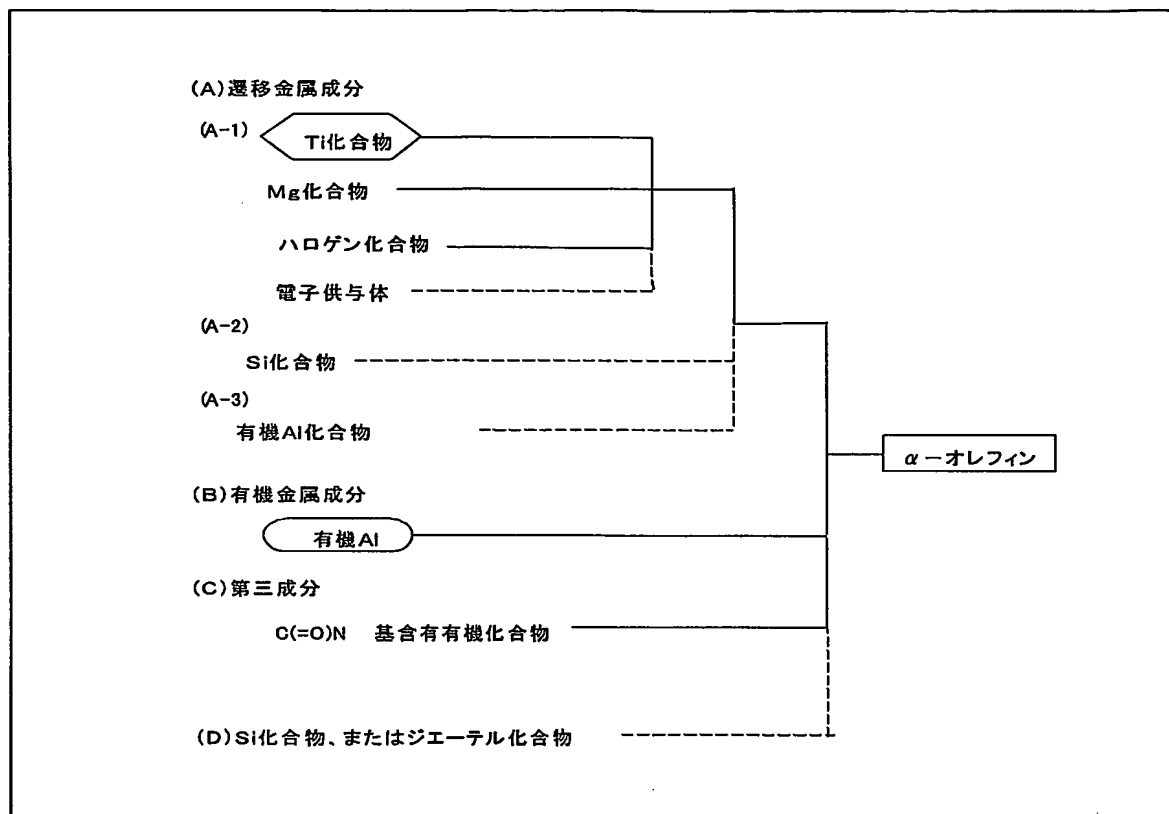 (A)遷移金属成分
(A-1)
Ti化合物
Mg化合物
ハロゲン化合物
電子供与体
(A-2)
Si化合物
(A-3)
有機Al化合物
α－オレフィン
(B)有機金属成分
有機Al
(C)第三成分
C(=O)N　基含有有機化合物
(D)Si化合物、またはジエーテル化合物